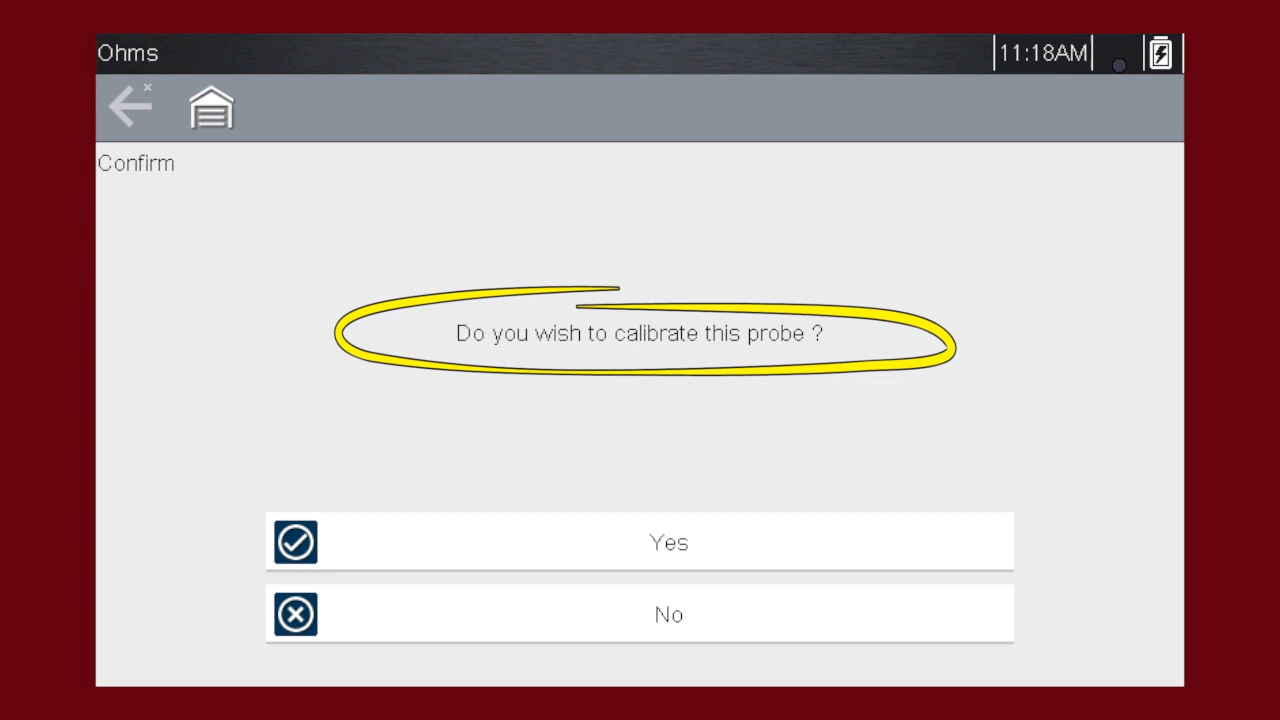 Ohms
11:18AM
Confirm
Do you wish to calibrate this probe ?
Yes
No